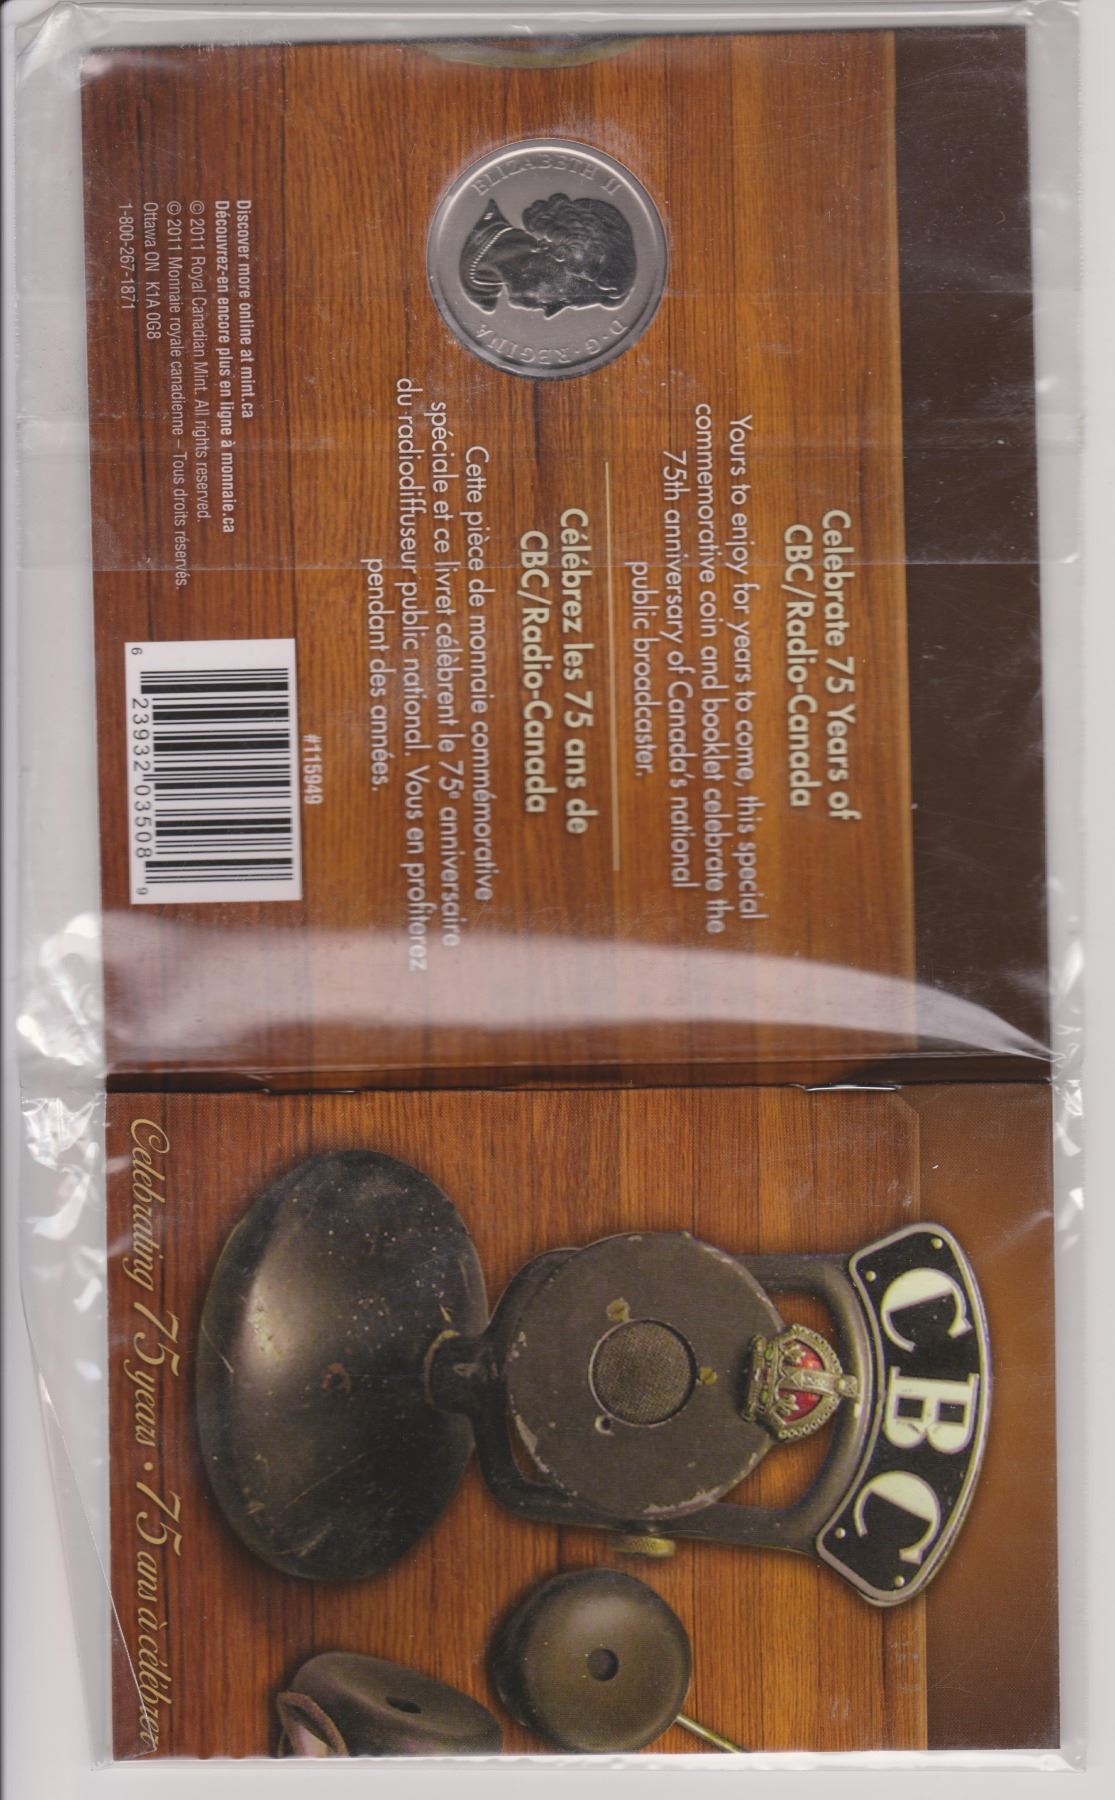 ELIZABETH II D·G·REGINA
Celebrate 75 Years of
CBC/Radio-Canada
Yours to enjoy for years to come, this special
commemorative coin and booklet celebrate the
75th anniversary of Canada's national
public broadcaster.
Célébrez les 75 ans de
CBC/Radio-Canada
Cette pièce de monnaie commémorative
spéciale et ce livret célèbrent le 75e anniversaire
du radiodiffuseur public national. Vous en profiterez
pendant des années.
Discover more online at mint.ca
Découvrez-en encore plus en ligne à monnaie.ca
© 2011 Royal Canadian Mint. All rights reserved.
© 2011 Monnaie royale canadienne – Tous droits réservés.
Ottawa ON K1A 0G8
1-800-267-1871
#115949
6 23932 03508 9
CBC
Celebrating 75 years • 75 ans à célébrer